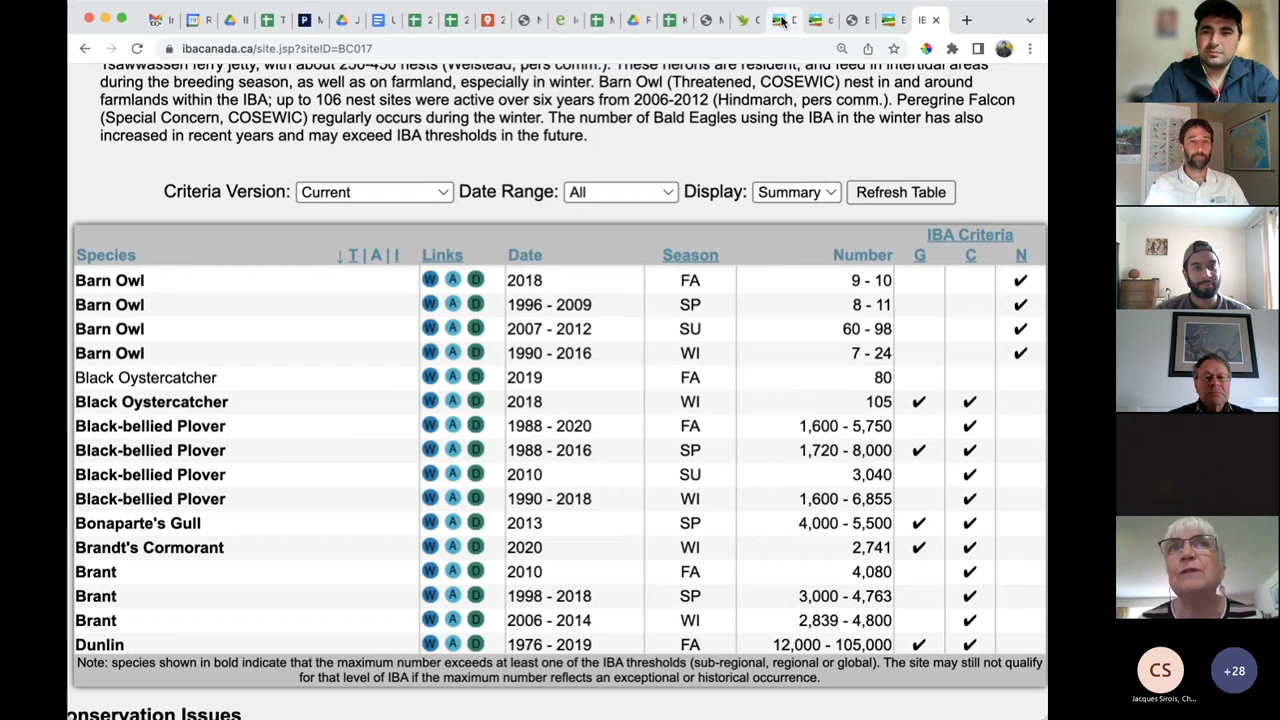 ibacanada.ca/site.jsp?siteID=BC017
during the breeding season, as well as on farmland, especially in winter. Barn Owl (Threatened, COSEWIC) nest in and around
farmlands within the IBA; up to 106 nest sites were active over six years from 2006-2012 (Hindmarch, pers comm.). Peregrine Falcon
(Special Concern, COSEWIC) regularly occurs during the winter. The number of Bald Eagles using the IBA in the winter has also
increased in recent years and may exceed IBA thresholds in the future.
Criteria Version: Current Date Range: All Display: Summary Refresh Table
IBA Criteria
Species ↓ T | A | I Links Date Season Number G C N
Barn Owl W A D 2018 FA 9 - 10 ✔
Barn Owl W A D 1996 - 2009 SP 8 - 11 ✔
Barn Owl W A D 2007 - 2012 SU 60 - 98 ✔
Barn Owl W A D 1990 - 2016 WI 7 - 24 ✔
Black Oystercatcher W A D 2019 FA 80
Black Oystercatcher W A D 2018 WI 105 ✔ ✔
Black-bellied Plover W A D 1988 - 2020 FA 1,600 - 5,750 ✔
Black-bellied Plover W A D 1988 - 2016 SP 1,720 - 8,000 ✔ ✔
Black-bellied Plover W A D 2010 SU 3,040 ✔
Black-bellied Plover W A D 1990 - 2018 WI 1,600 - 6,855 ✔
Bonaparte's Gull W A D 2013 SP 4,000 - 5,500 ✔ ✔
Brandt's Cormorant W A D 2020 WI 2,741 ✔ ✔
Brant W A D 2010 FA 4,080 ✔
Brant W A D 1998 - 2018 SP 3,000 - 4,763 ✔
Brant W A D 2006 - 2014 WI 2,839 - 4,800 ✔
Dunlin W A D 1976 - 2019 FA 12,000 - 105,000 ✔ ✔
Note: species shown in bold indicate that the maximum number exceeds at least one of the IBA thresholds (sub-regional, regional or global). The site may still not qualify
for that level of IBA if the maximum number reflects an exceptional or historical occurrence.
onservation Issues
CS
+28
Jacques Sirois, Ch...